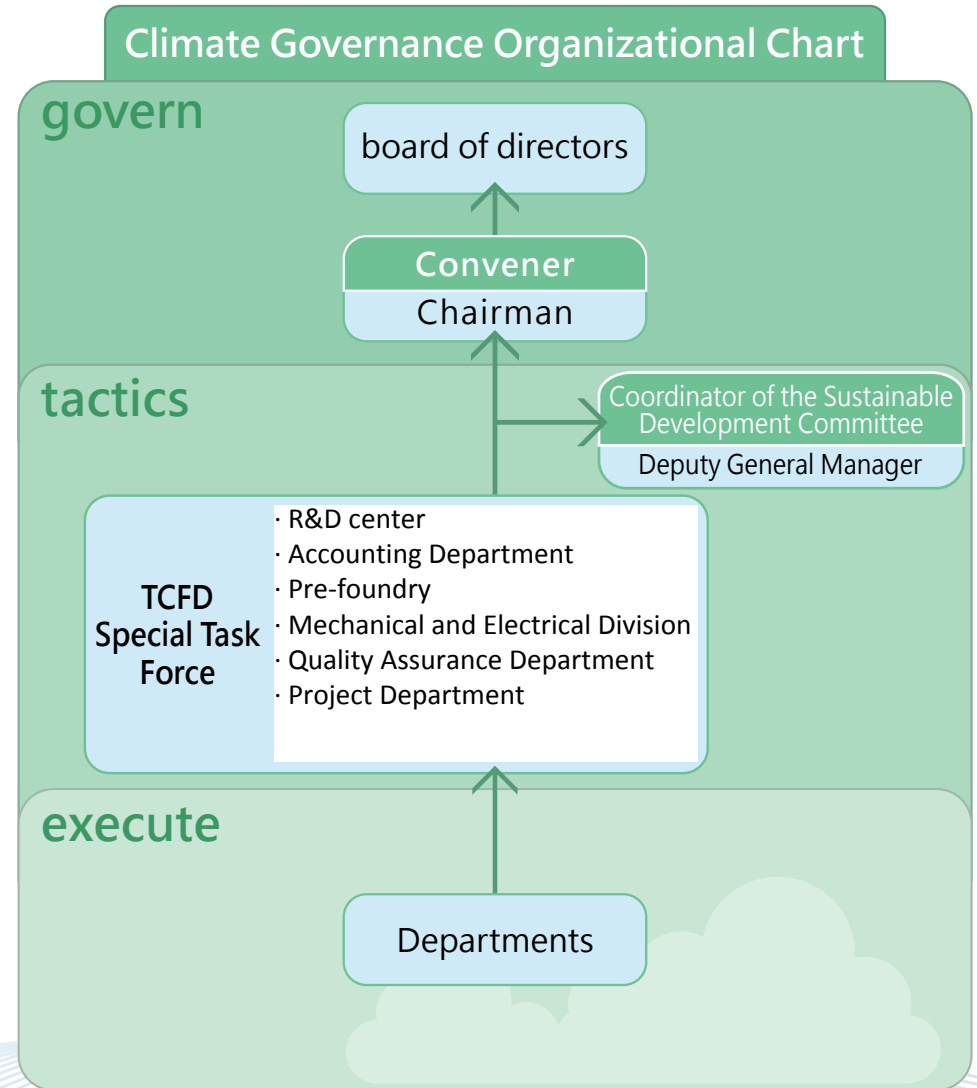 Climate Governance Organizational Chart
govern
board of directors
Convener
Chairman
tactics
Coordinator of the Sustainable
Development Committee
Deputy General Manager
TCFD
Special Task
Force
· R&D center
· Accounting Department
· Pre-foundry
· Mechanical and Electrical Division
· Quality Assurance Department
· Project Department
execute
Departments